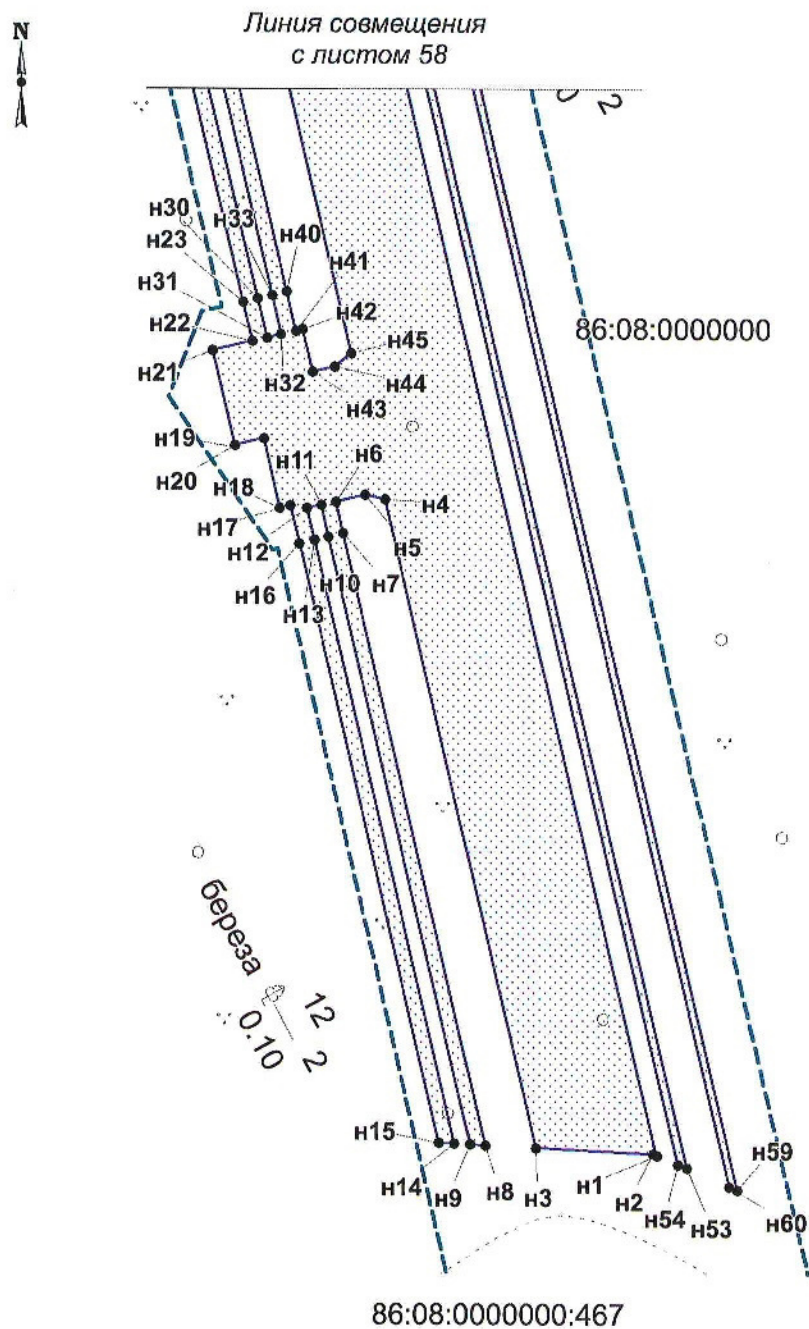 N
Линия совмещения
с листом 58
2
н30
н33
н23
н40
н31
н41
н22
н42
86:08:0000000
н21
н45
н32
н44
н43
н19
н11
н6
н20
н18
н4
н17
н5
н12
н10
н7
н16
н13
береза
12
0.10
2
н15
н14
н9
н8
н3
н1
н2
н54
н53
н59
н60
86:08:0000000:467